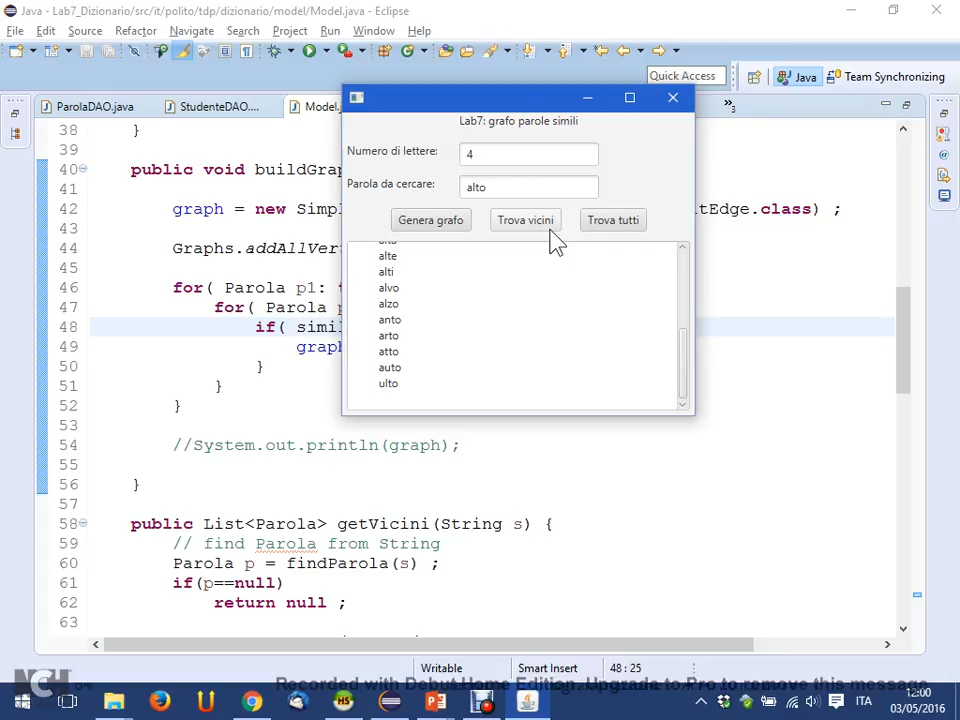 Java - Lab7_Dizionario/src/it/polito/tdp/dizionario/model/Model.java - Eclipse
File Edit Source Refactor Navigate Search Project Run Window Help
Quick Access
Java
Team Synchronizing
ParolaDAO.java
StudenteDAO....
Model.j
»3
Lab7: grafo parole simili
Numero di lettere:
4
Parola da cercare:
alto
Genera grafo
Trova vicini
Trova tutti
alte
alti
alvo
alzo
anto
arto
atto
auto
ulto
38 }
39
40 public void buildGra
41
42 graph = new Simpl tEdge.class) ;
43
44 Graphs.addAllVer
45
46 for( Parola p1: t
47 for( Parola p
48 if( simil
49 graph
50 }
51 }
52 }
53
54 //System.out.println(graph);
55
56 }
57
58 public List<Parola> getVicini(String s) {
59 // find Parola from String
60 Parola p = findParola(s) ;
61 if(p==null)
62 return null ;
63
Writable
Smart Insert
48 : 25
NCH
Recorded with Debut Home Edition. Upgrade to Pro to remove this message
ITA
12:00
03/05/2016